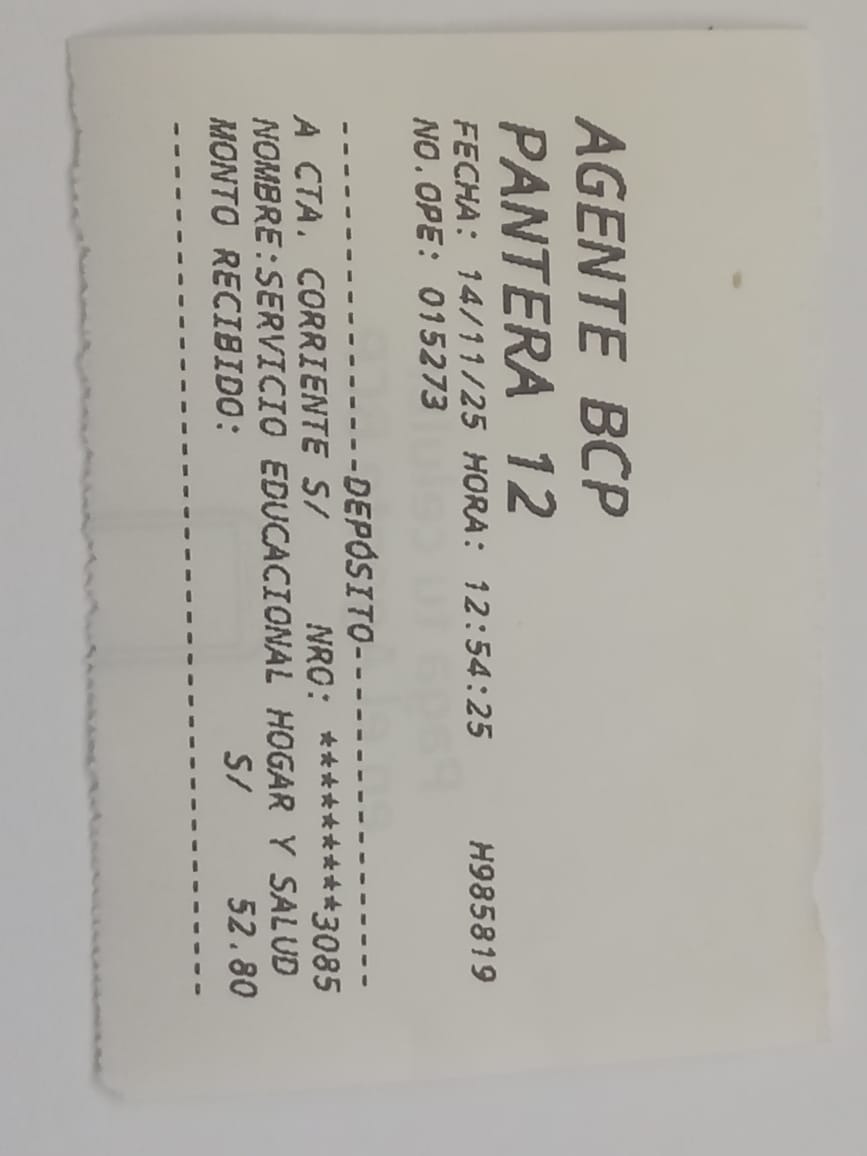 AGENTE BCP
PANTERA 12
FECHA: 14/11/25 HORA: 12:54:25 H985819
NO.OPE: 015273
--------------DEPÓSITO--------------
A CTA. CORRIENTE S/ NRO: **********3085
NOMBRE:SERVICIO EDUCACIONAL HOGAR Y SALUD
MONTO RECIBIDO: S/ 52.80
------------------------------------